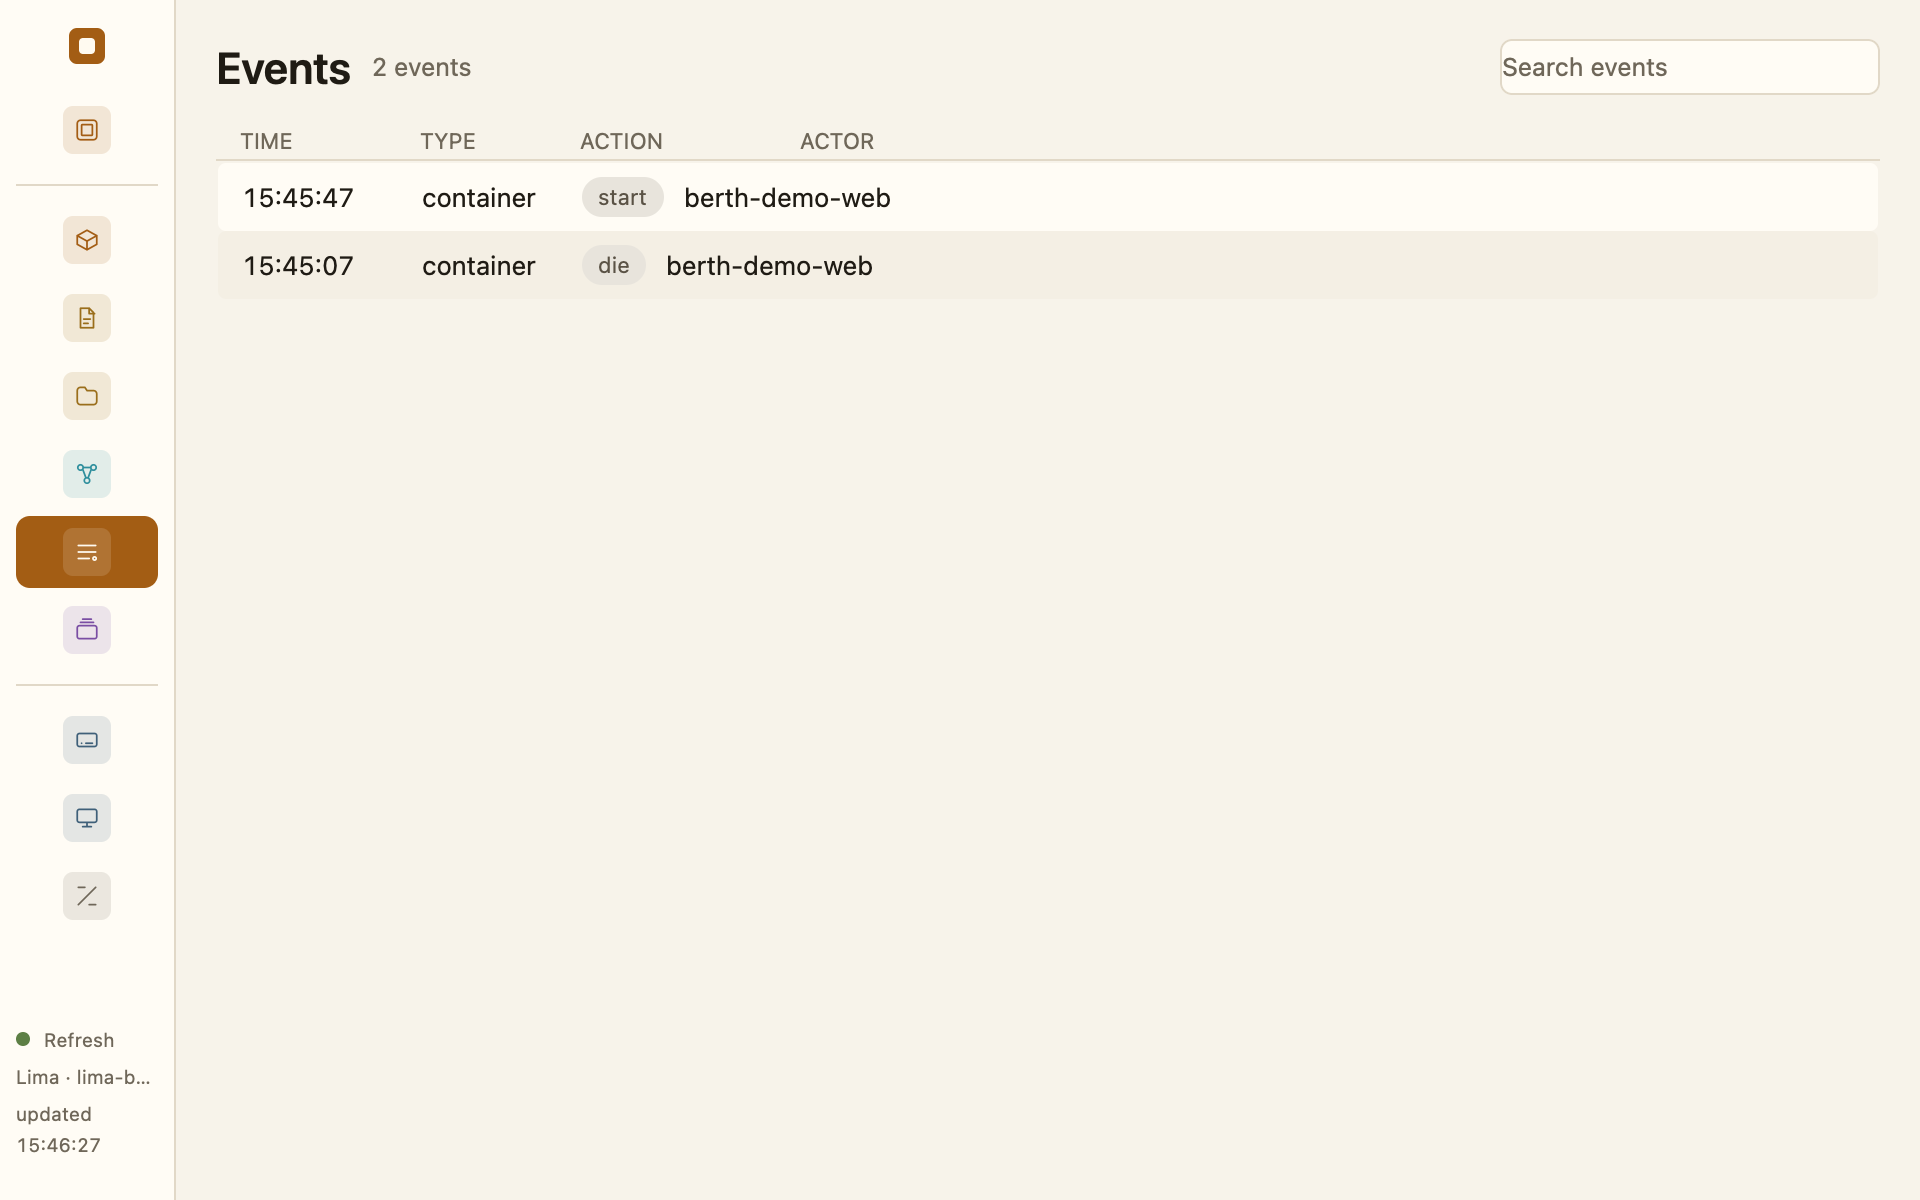 Events 2 events
Search events
TIME TYPE ACTION ACTOR
15:45:47 container start berth-demo-web
15:45:07 container die berth-demo-web
Refresh
Lima · lima-b...
updated
15:46:27